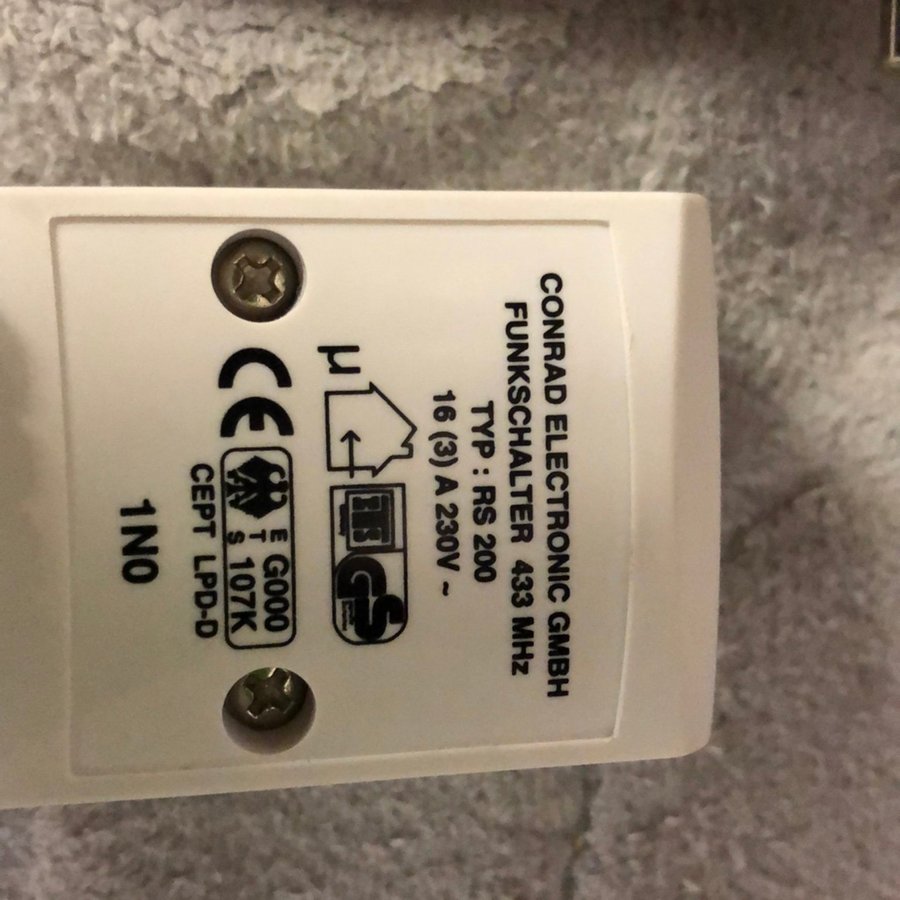 CONRAD ELECTRONIC GMBH
FUNKSCHALTER 433 MHz
TYP : RS 200
16 (3) A 230V ~
µ
GS
CE
E T S
G000
107K
CEPT LPD-D
1N0